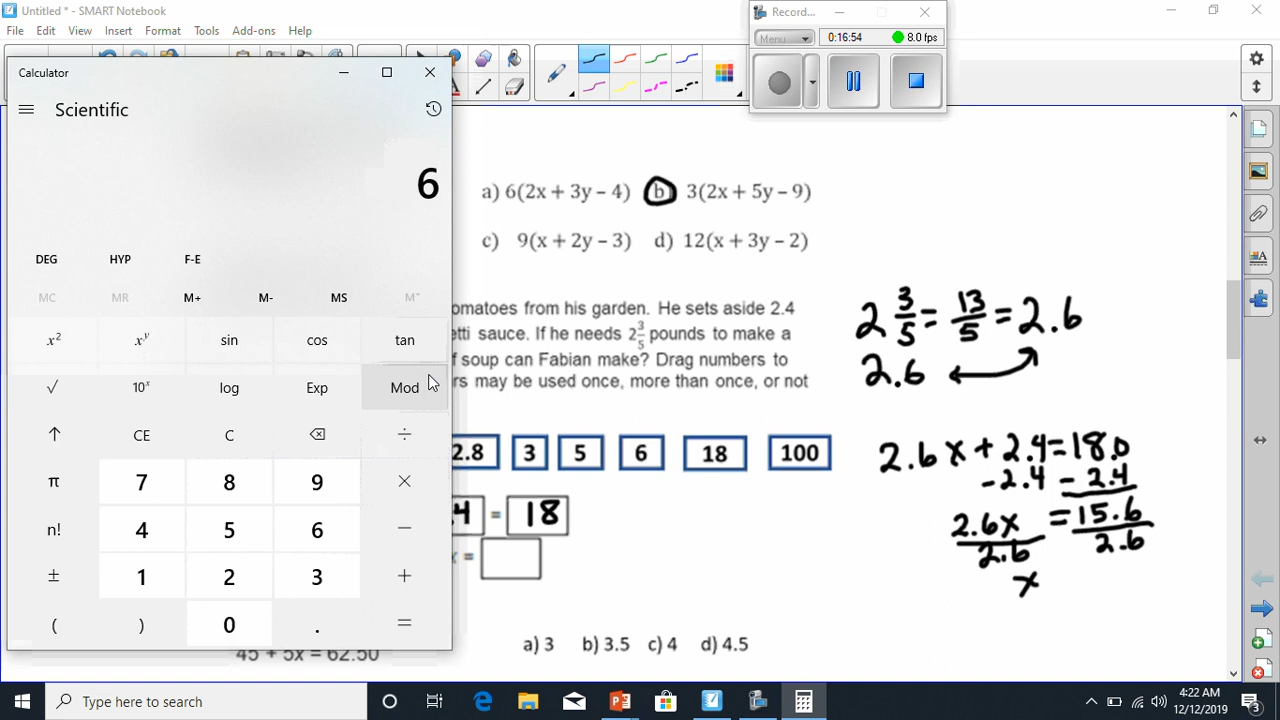 Untitled * - SMART Notebook
File Edit View Insert Format Tools Add-ons Help
Record...
Menu 0:16:54 8.0 fps
Calculator
Scientific
6
DEG HYP F-E
MC MR M+ M- MS M˅
x² xʸ sin cos tan
√ 10ˣ log Exp Mod
↑ CE C ⌫ ÷
π 7 8 9 ×
n! 4 5 6 −
± 1 2 3 +
( ) 0 . =
a) 6(2x + 3y – 4) b) 3(2x + 5y – 9)
c) 9(x + 2y – 3) d) 12(x + 3y – 2)
omatoes from his garden. He sets aside 2.4
etti sauce. If he needs 2 3/5 pounds to make a
f soup can Fabian make? Drag numbers to
rs may be used once, more than once, or not
2.8 3 5 6 18 100
4 = 18
x =
2 3/5 = 13/5 = 2.6
2.6
2.6x + 2.4 = 18.0
-2.4 - 2.4
2.6x = 15.6
2.6 2.6
x
45 + 5x = 62.50
a) 3 b) 3.5 c) 4 d) 4.5
Type here to search
4:22 AM
12/12/2019
3